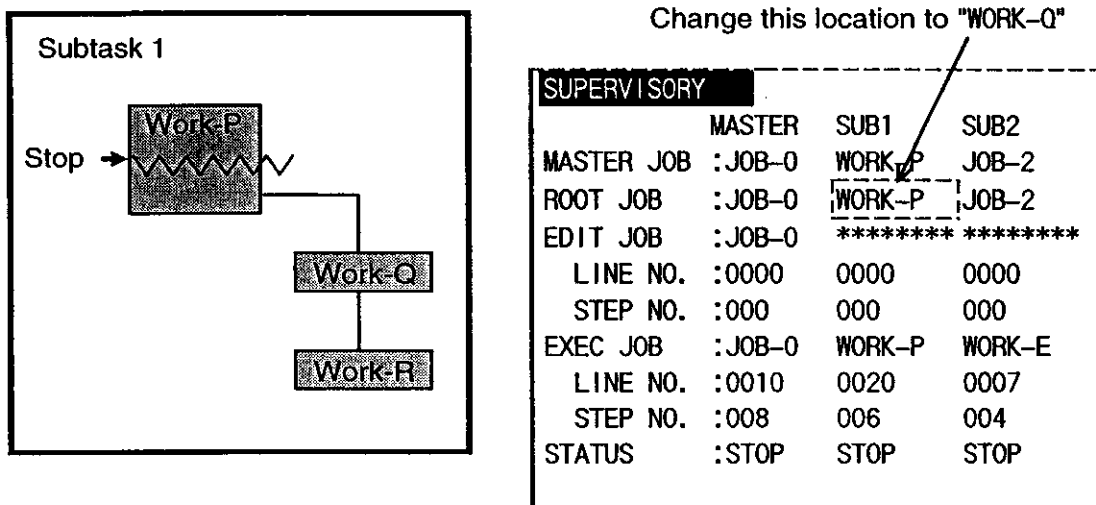 Change this location to "WORK-Q"
Subtask 1
Work-P
Stop
Work-Q
Work-R
SUPERVISORY
MASTER SUB1 SUB2
MASTER JOB :JOB-0 WORK-P JOB-2
ROOT JOB :JOB-0 WORK-P JOB-2
EDIT JOB :JOB-0 ******** ********
LINE NO. :0000 0000 0000
STEP NO. :000 000 000
EXEC JOB :JOB-0 WORK-P WORK-E
LINE NO. :0010 0020 0007
STEP NO. :008 006 004
STATUS :STOP STOP STOP